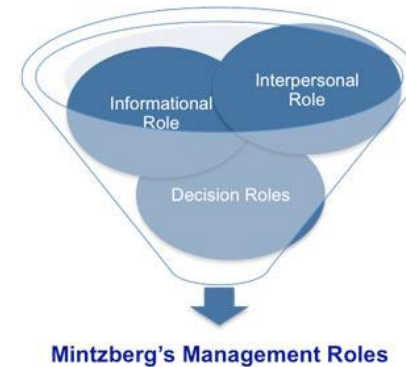 Interpersonal
Role
Informational
Role
Decision Roles
Mintzberg's Management Roles